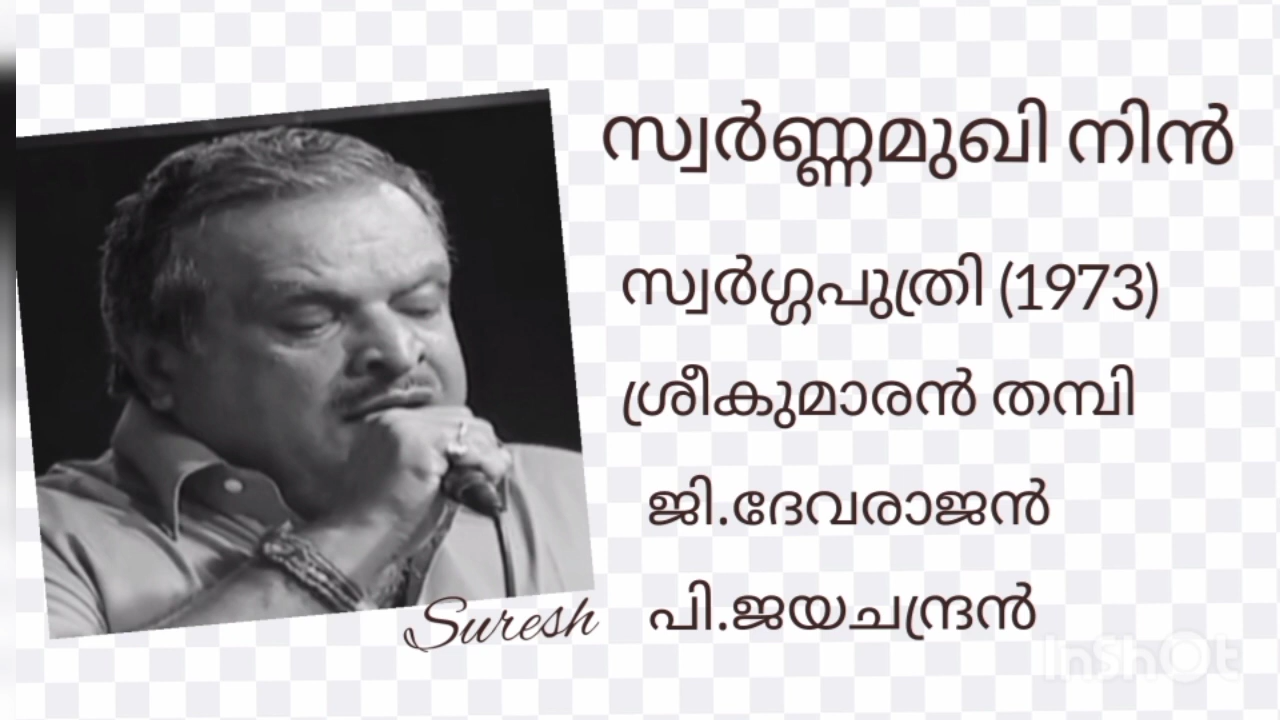 സ്വർണ്ണമുഖി നിൻ
സ്വർഗ്ഗപുത്രി (1973)
ശ്രീകുമാരൻ തമ്പി
ജി.ദേവരാജൻ
പി.ജയചന്ദ്രൻ
Suresh
InShOt